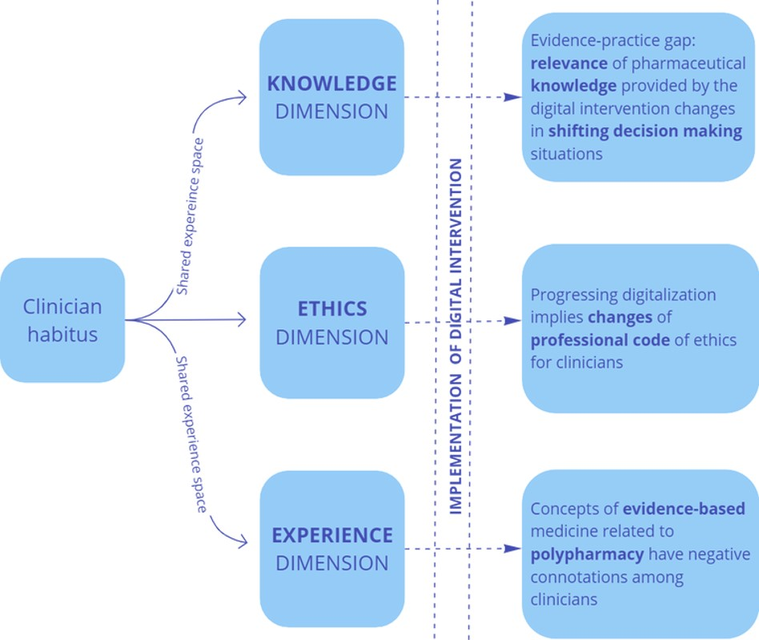 Clinician
habitus
Shared expereince space
Shared experience space
KNOWLEDGE
DIMENSION
ETHICS
DIMENSION
EXPERIENCE
DIMENSION
IMPLEMENTATION OF DIGITAL INTERVENTION
Evidence-practice gap:
relevance of pharmaceutical
knowledge provided by the
digital intervention changes
in shifting decision making
situations
Progressing digitalization
implies changes of
professional code of ethics
for clinicians
Concepts of evidence-based
medicine related to
polypharmacy have negative
connotations among
clinicians